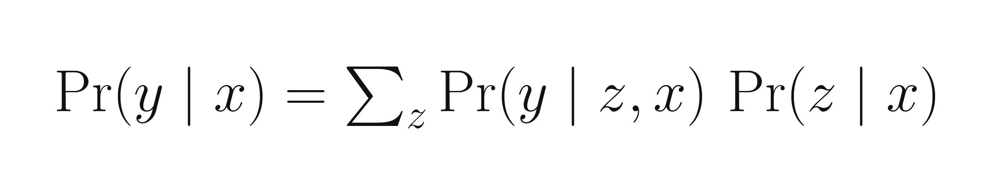 Pr(y | x) = ∑_z Pr(y | z, x) Pr(z | x)